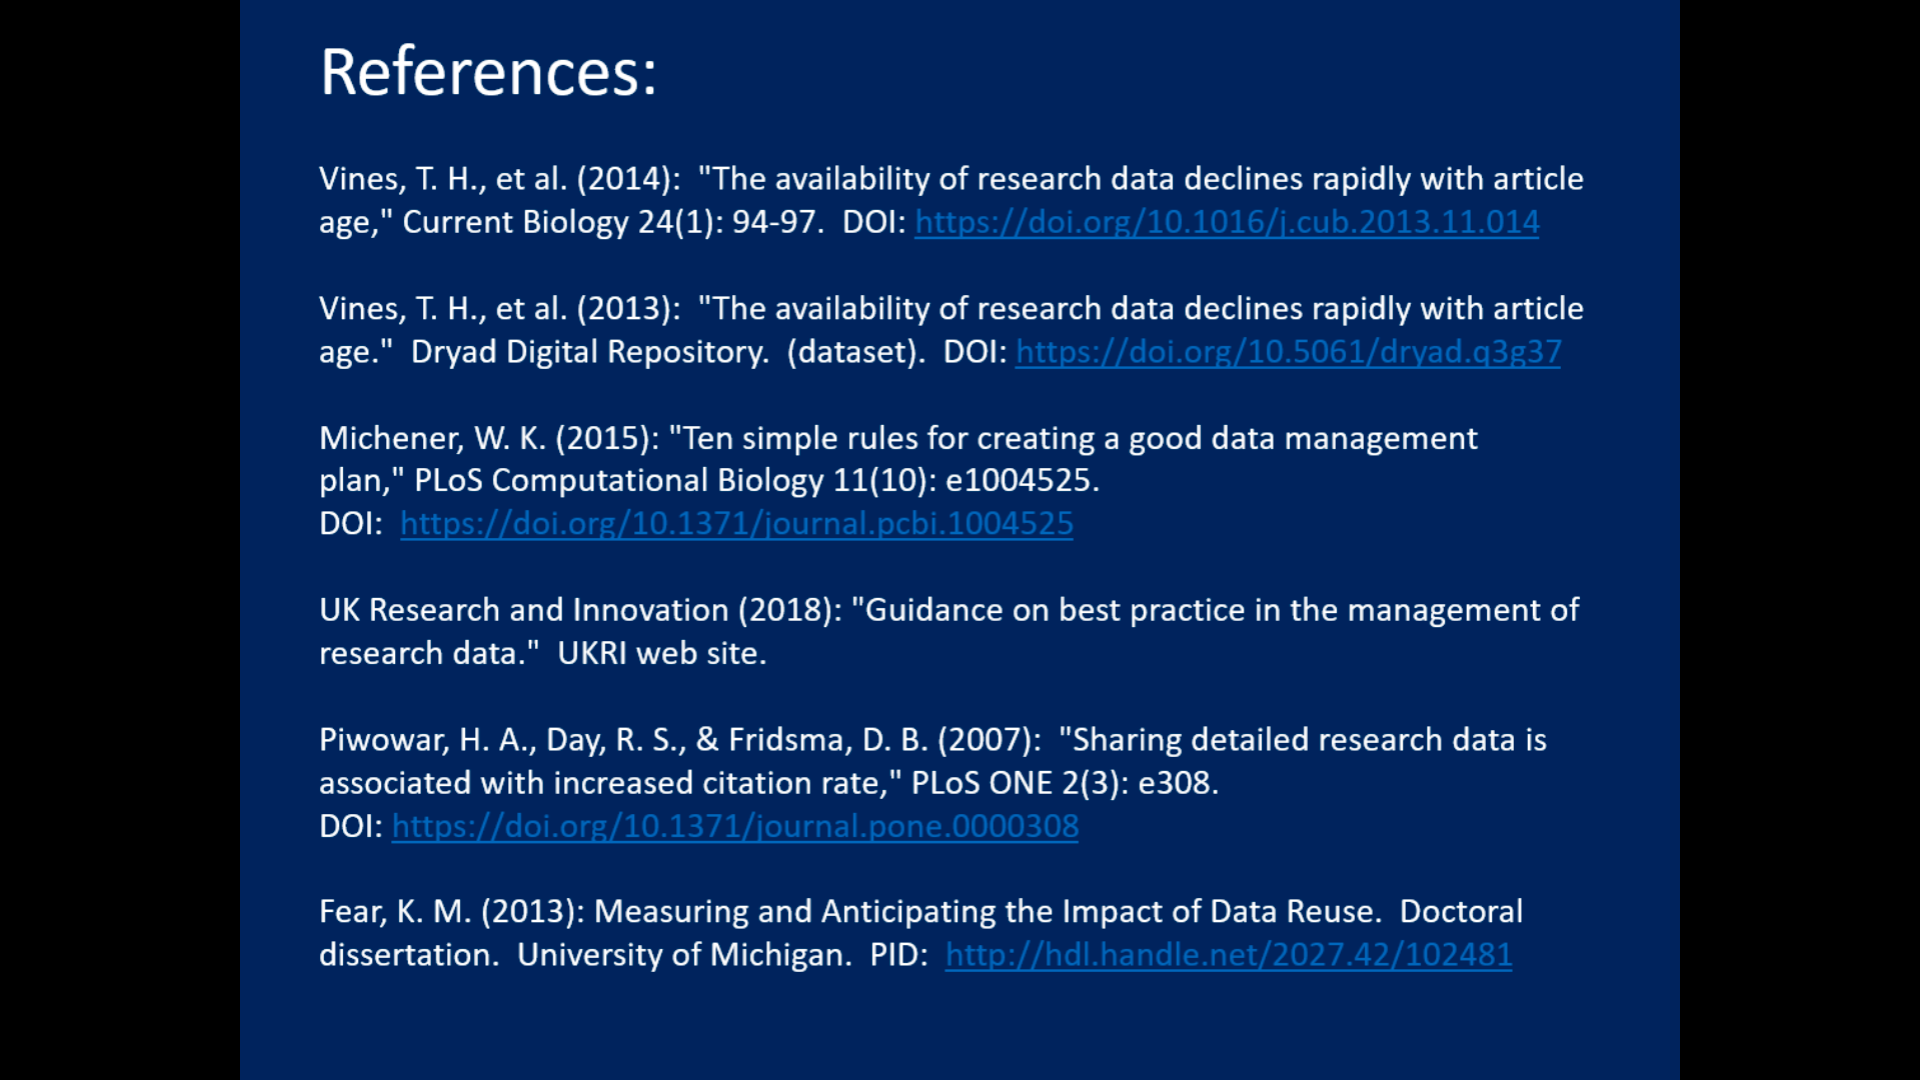 References:
Vines, T. H., et al. (2014):  "The availability of research data declines rapidly with article
age," Current Biology 24(1): 94-97.  DOI: https://doi.org/10.1016/j.cub.2013.11.014
Vines, T. H., et al. (2013):  "The availability of research data declines rapidly with article
age."  Dryad Digital Repository.  (dataset).  DOI: https://doi.org/10.5061/dryad.q3g37
Michener, W. K. (2015): "Ten simple rules for creating a good data management
plan," PLoS Computational Biology 11(10): e1004525.
DOI:  https://doi.org/10.1371/journal.pcbi.1004525
UK Research and Innovation (2018): "Guidance on best practice in the management of
research data."  UKRI web site.
Piwowar, H. A., Day, R. S., & Fridsma, D. B. (2007):  "Sharing detailed research data is
associated with increased citation rate," PLoS ONE 2(3): e308.
DOI: https://doi.org/10.1371/journal.pone.0000308
Fear, K. M. (2013): Measuring and Anticipating the Impact of Data Reuse.  Doctoral
dissertation.  University of Michigan.  PID:  http://hdl.handle.net/2027.42/102481